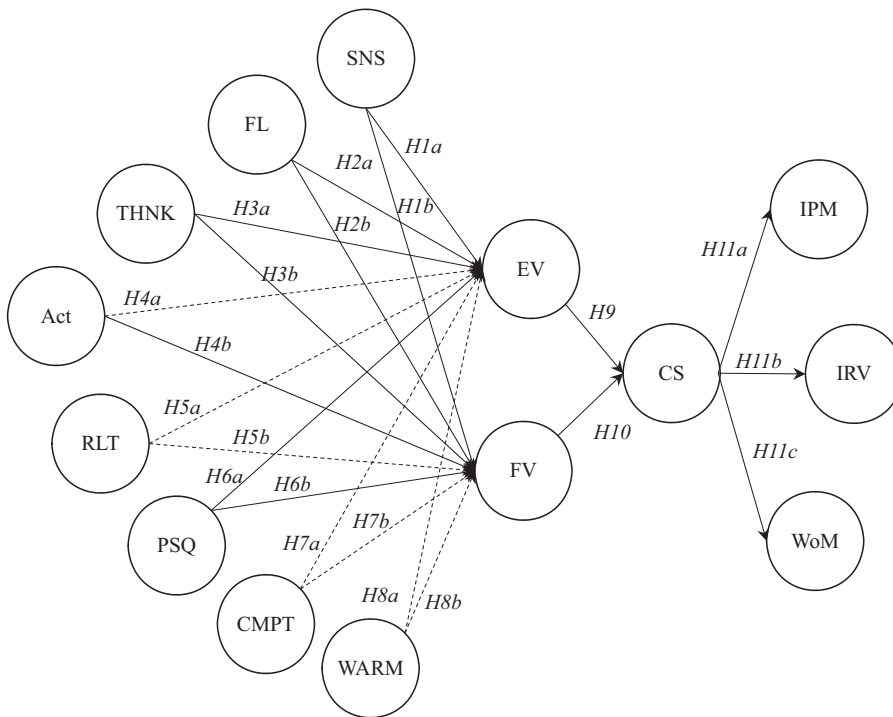 SNS
FL
H1a
H2a
THNK
H3a
H1b
IPM
H2b
H11a
EV
H3b
Act
H4a
H9
H4b
H11b
CS
IRV
H5a
H5b
RLT
H10
H11c
H6a
H6b
FV
PSQ
H7b
H7a
WoM
H8a
H8b
CMPT
WARM